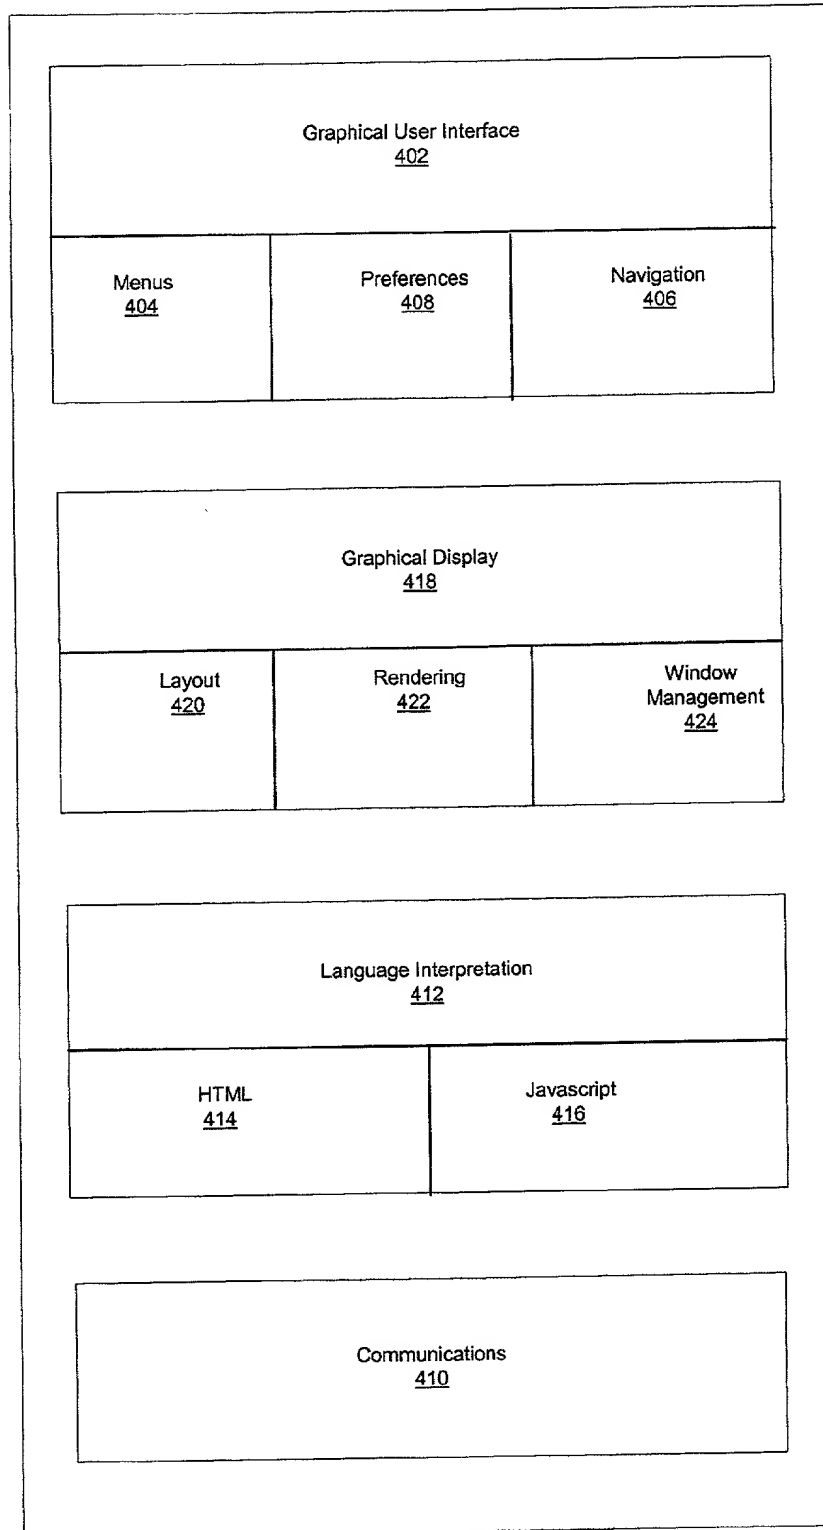 Graphical User Interface
402
Menus
404
Preferences
408
Navigation
406
Graphical Display
418
Layout
420
Rendering
422
Window
Management
424
Language Interpretation
412
HTML
414
Javascript
416
Communications
410